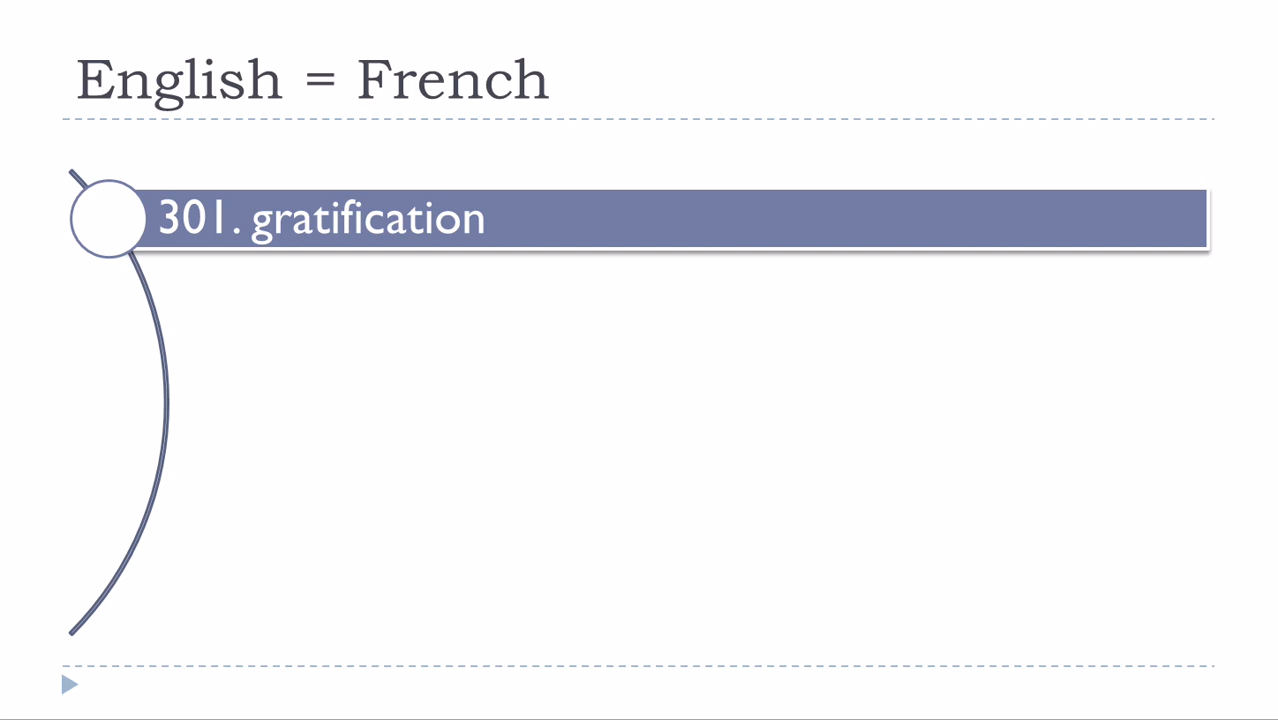 English = French
301. gratification